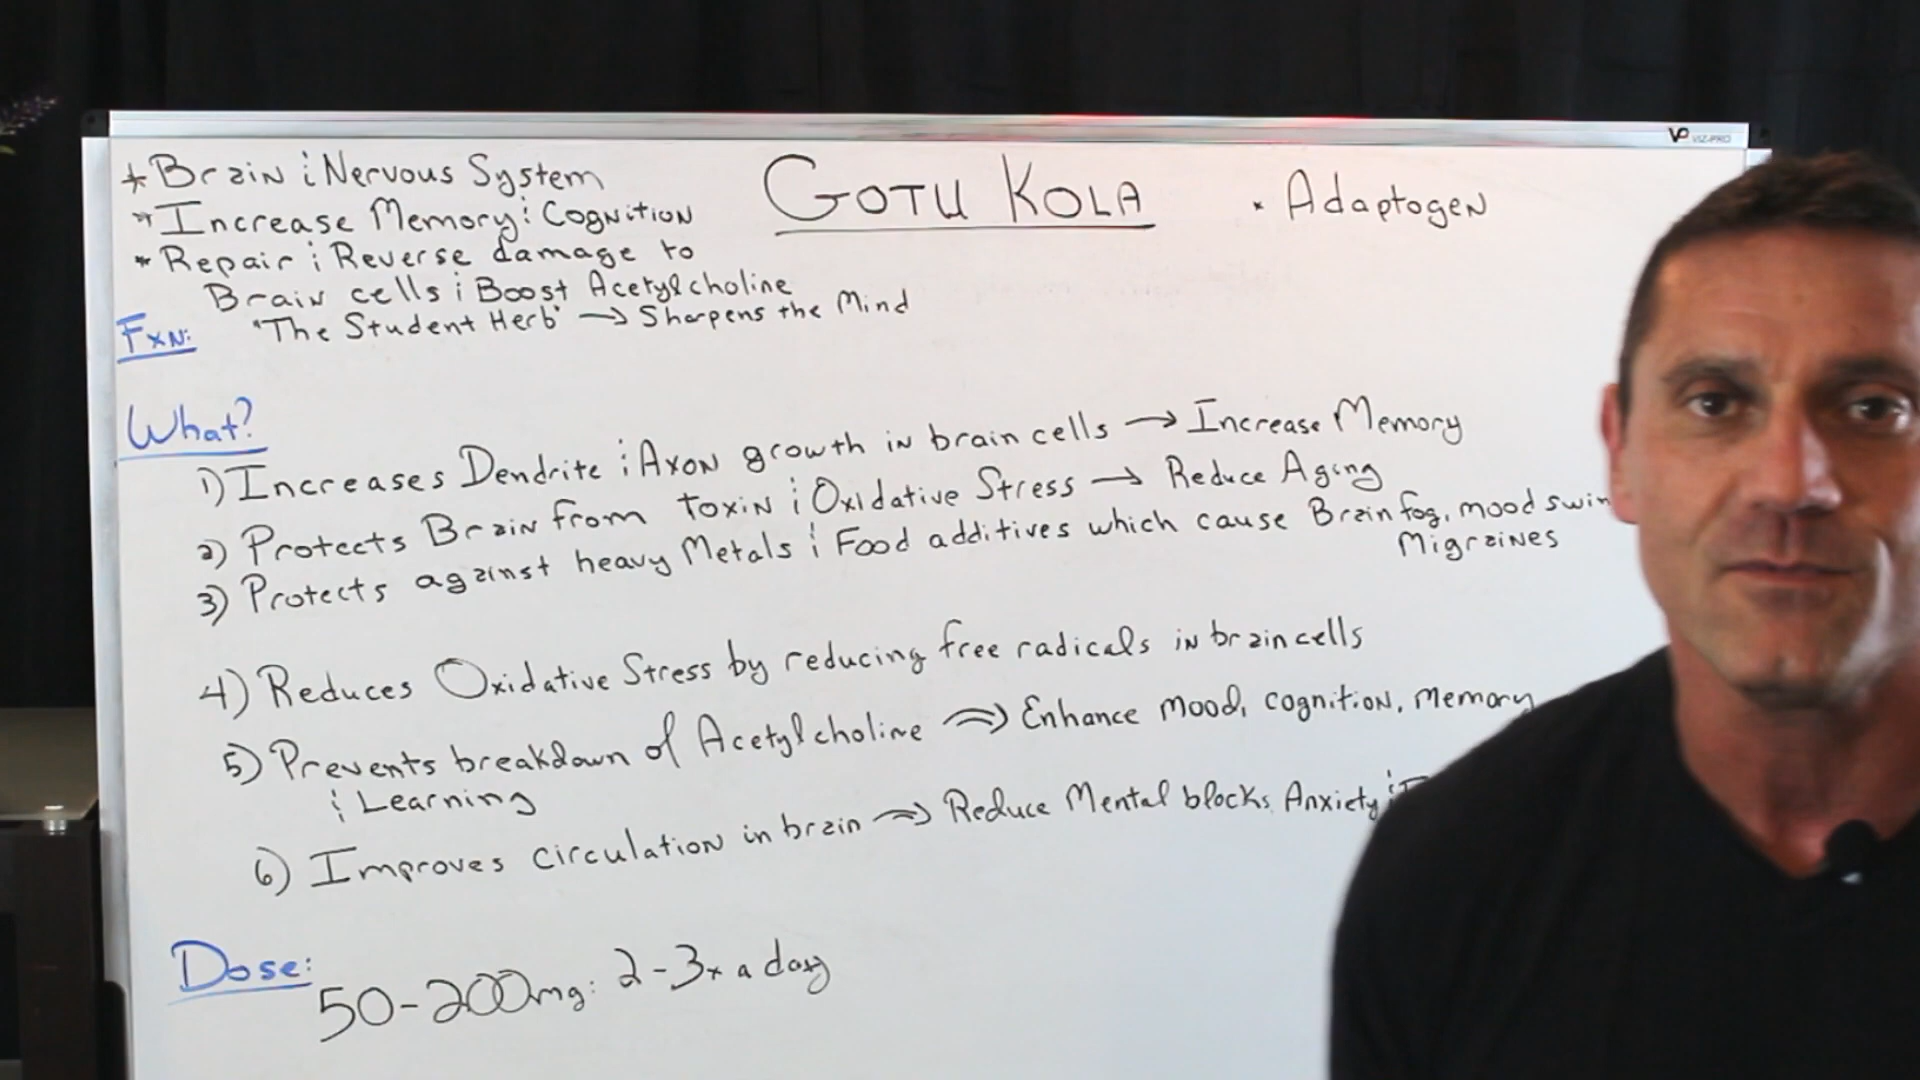 VP VIZ-PRO
* Brain & Nervous System
* Increase Memory & Cognition
* Repair & Reverse damage to
Brain cells & Boost Acetylcholine
GOTU KOLA
* Adaptogen
Fxn: "The Student Herb" → Sharpens the Mind
What?
1) Increases Dendrite & Axon growth in brain cells → Increase Memory
2) Protects Brain from toxin & Oxidative Stress → Reduce Aging
3) Protects against heavy Metals & Food additives which cause Brain fog, mood swin
Migraines
4) Reduces Oxidative Stress by reducing free radicals in brain cells
5) Prevents breakdown of Acetylcholine ⇒ Enhance mood, cognition, memory
& Learning
6) Improves circulation in brain ⇒ Reduce Mental blocks, Anxiety &
Dose: 50-200mg: 2-3x a day